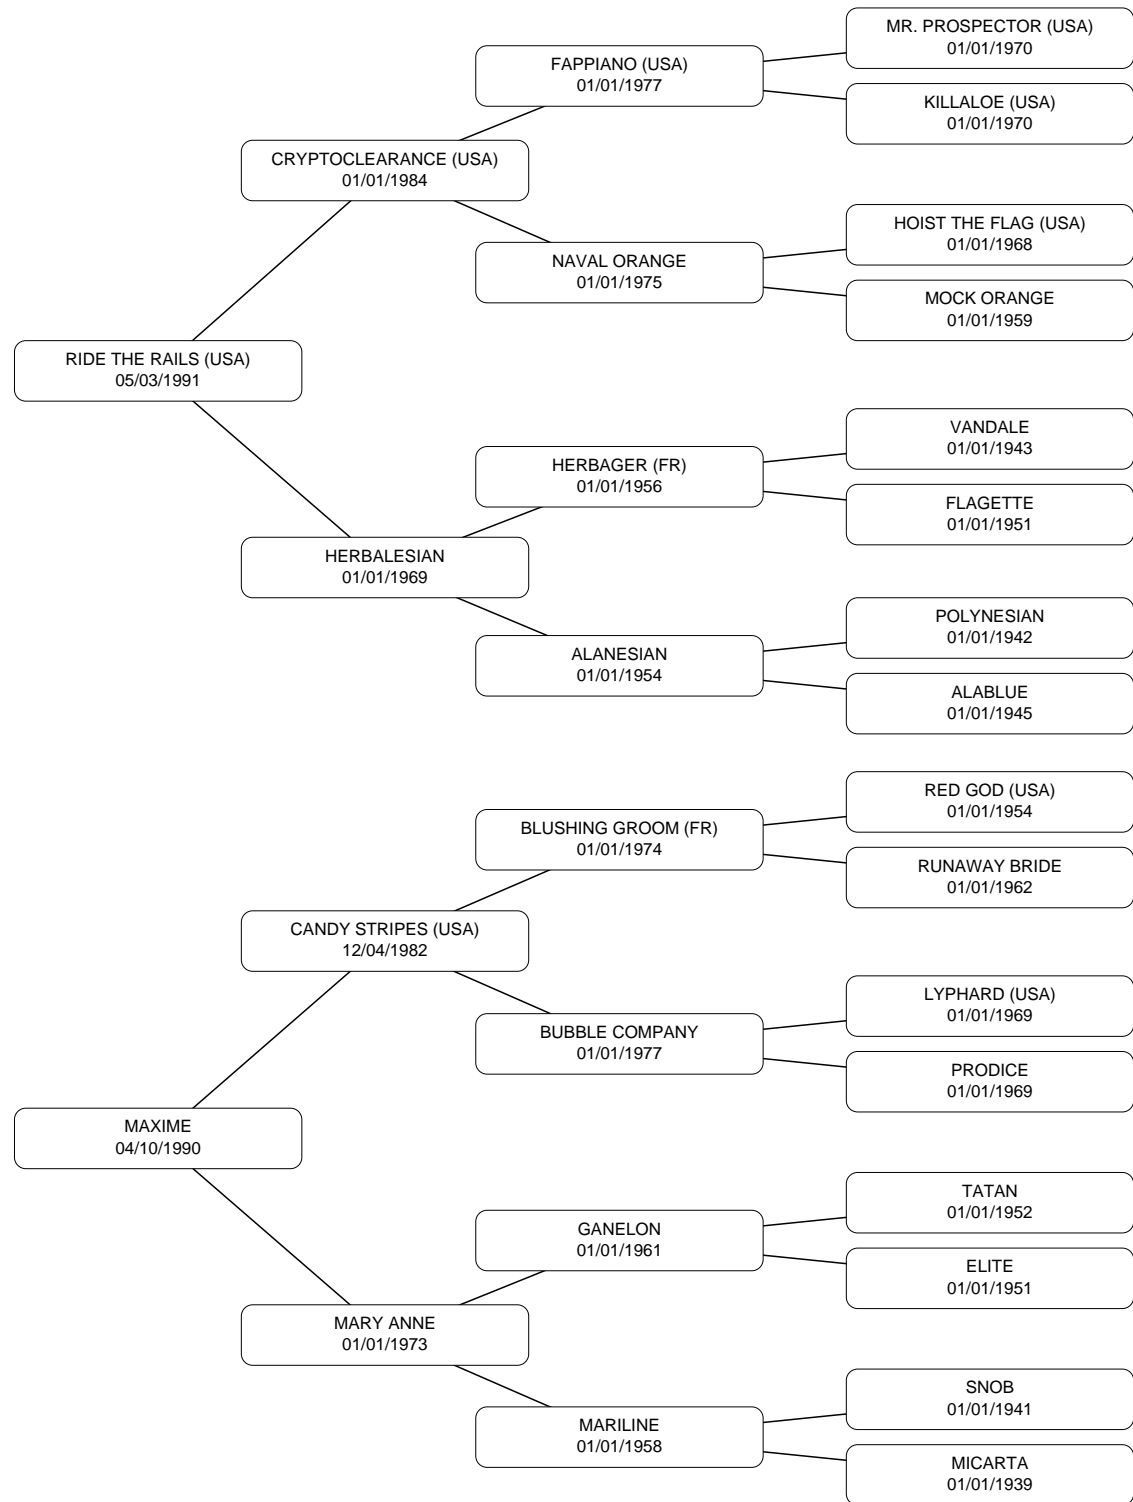 MR. PROSPECTOR (USA)
01/01/1970
FAPPIANO (USA)
01/01/1977
KILLALOE (USA)
01/01/1970
CRYPTOCLEARANCE (USA)
01/01/1984
HOIST THE FLAG (USA)
01/01/1968
NAVAL ORANGE
01/01/1975
MOCK ORANGE
01/01/1959
RIDE THE RAILS (USA)
05/03/1991
VANDALE
01/01/1943
HERBAGER (FR)
01/01/1956
FLAGETTE
01/01/1951
HERBALESIAN
01/01/1969
POLYNESIAN
01/01/1942
ALANESIAN
01/01/1954
ALABLUE
01/01/1945
RED GOD (USA)
01/01/1954
BLUSHING GROOM (FR)
01/01/1974
RUNAWAY BRIDE
01/01/1962
CANDY STRIPES (USA)
12/04/1982
LYPHARD (USA)
01/01/1969
BUBBLE COMPANY
01/01/1977
PRODICE
01/01/1969
MAXIME
04/10/1990
TATAN
01/01/1952
GANELON
01/01/1961
ELITE
01/01/1951
MARY ANNE
01/01/1973
SNOB
01/01/1941
MARILINE
01/01/1958
MICARTA
01/01/1939